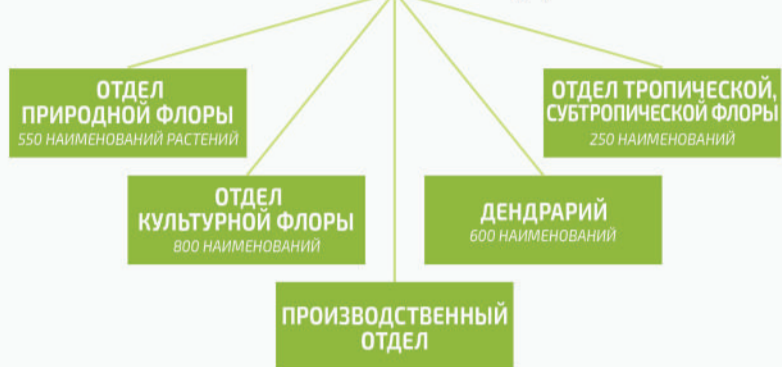 ОТДЕЛ
ПРИРОДНОЙ ФЛОРЫ
550 НАИМЕНОВАНИЙ РАСТЕНИЙ
ОТДЕЛ ТРОПИЧЕСКОЙ,
СУБТРОПИЧЕСКОЙ ФЛОРЫ
250 НАИМЕНОВАНИЙ
ОТДЕЛ
КУЛЬТУРНОЙ ФЛОРЫ
800 НАИМЕНОВАНИЙ
ДЕНДРАРИЙ
600 НАИМЕНОВАНИЙ
ПРОИЗВОДСТВЕННЫЙ
ОТДЕЛ